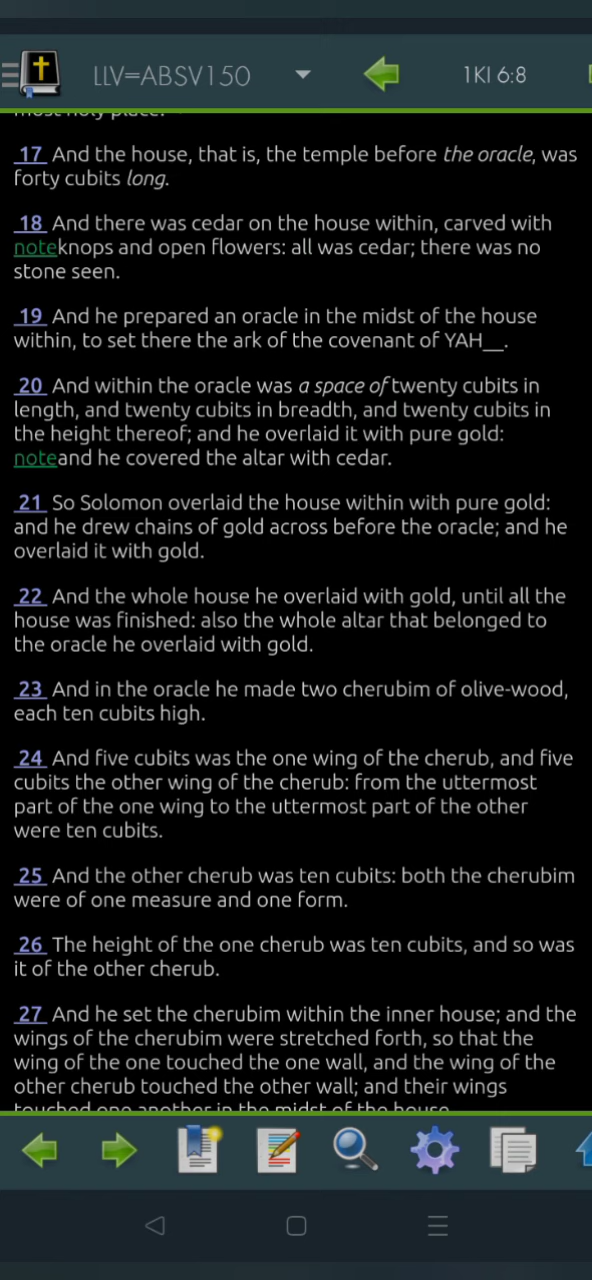 LLV=ABSV150
1KI 6:8
most holy place.
17 And the house, that is, the temple before the oracle, was
forty cubits long.
18 And there was cedar on the house within, carved with
noteknops and open flowers: all was cedar; there was no
stone seen.
19 And he prepared an oracle in the midst of the house
within, to set there the ark of the covenant of YAH__.
20 And within the oracle was a space of twenty cubits in
length, and twenty cubits in breadth, and twenty cubits in
the height thereof; and he overlaid it with pure gold:
noteand he covered the altar with cedar.
21 So Solomon overlaid the house within with pure gold:
and he drew chains of gold across before the oracle; and he
overlaid it with gold.
22 And the whole house he overlaid with gold, until all the
house was finished: also the whole altar that belonged to
the oracle he overlaid with gold.
23 And in the oracle he made two cherubim of olive-wood,
each ten cubits high.
24 And five cubits was the one wing of the cherub, and five
cubits the other wing of the cherub: from the uttermost
part of the one wing to the uttermost part of the other
were ten cubits.
25 And the other cherub was ten cubits: both the cherubim
were of one measure and one form.
26 The height of the one cherub was ten cubits, and so was
it of the other cherub.
27 And he set the cherubim within the inner house; and the
wings of the cherubim were stretched forth, so that the
wing of the one touched the one wall, and the wing of the
other cherub touched the other wall; and their wings
touched one another in the midst of the house.